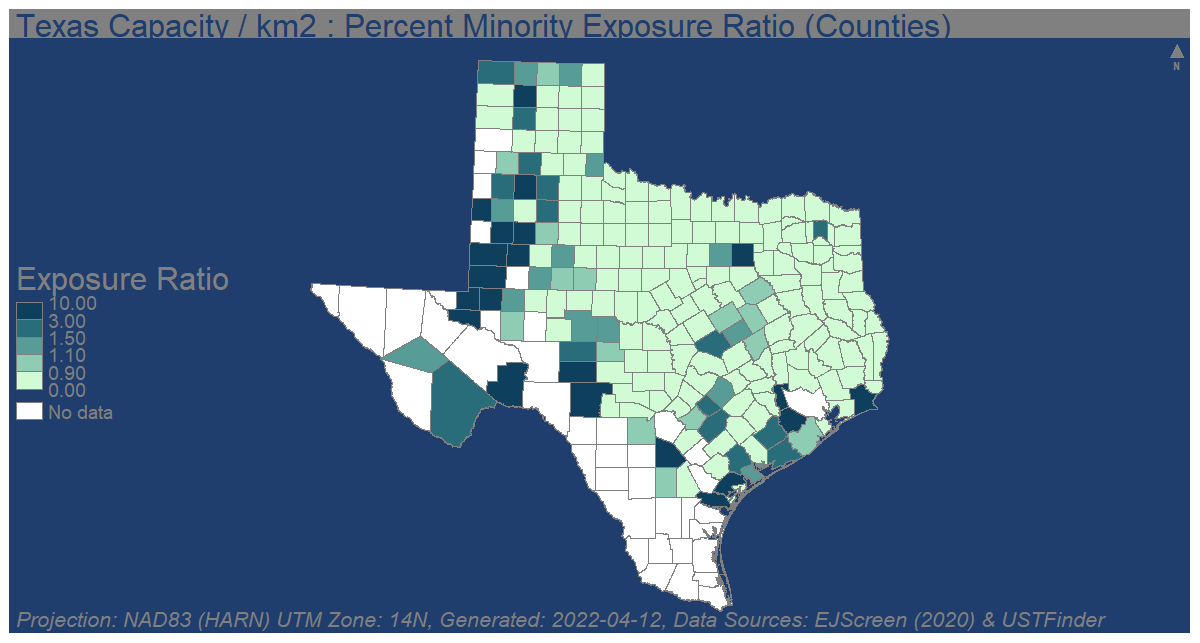 Texas Capacity / km2 : Percent Minority Exposure Ratio (Counties)
N
Exposure Ratio
10.00
3.00
1.50
1.10
0.90
0.00
No data
Projection: NAD83 (HARN) UTM Zone: 14N, Generated: 2022-04-12, Data Sources: EJScreen (2020) & USTFinder